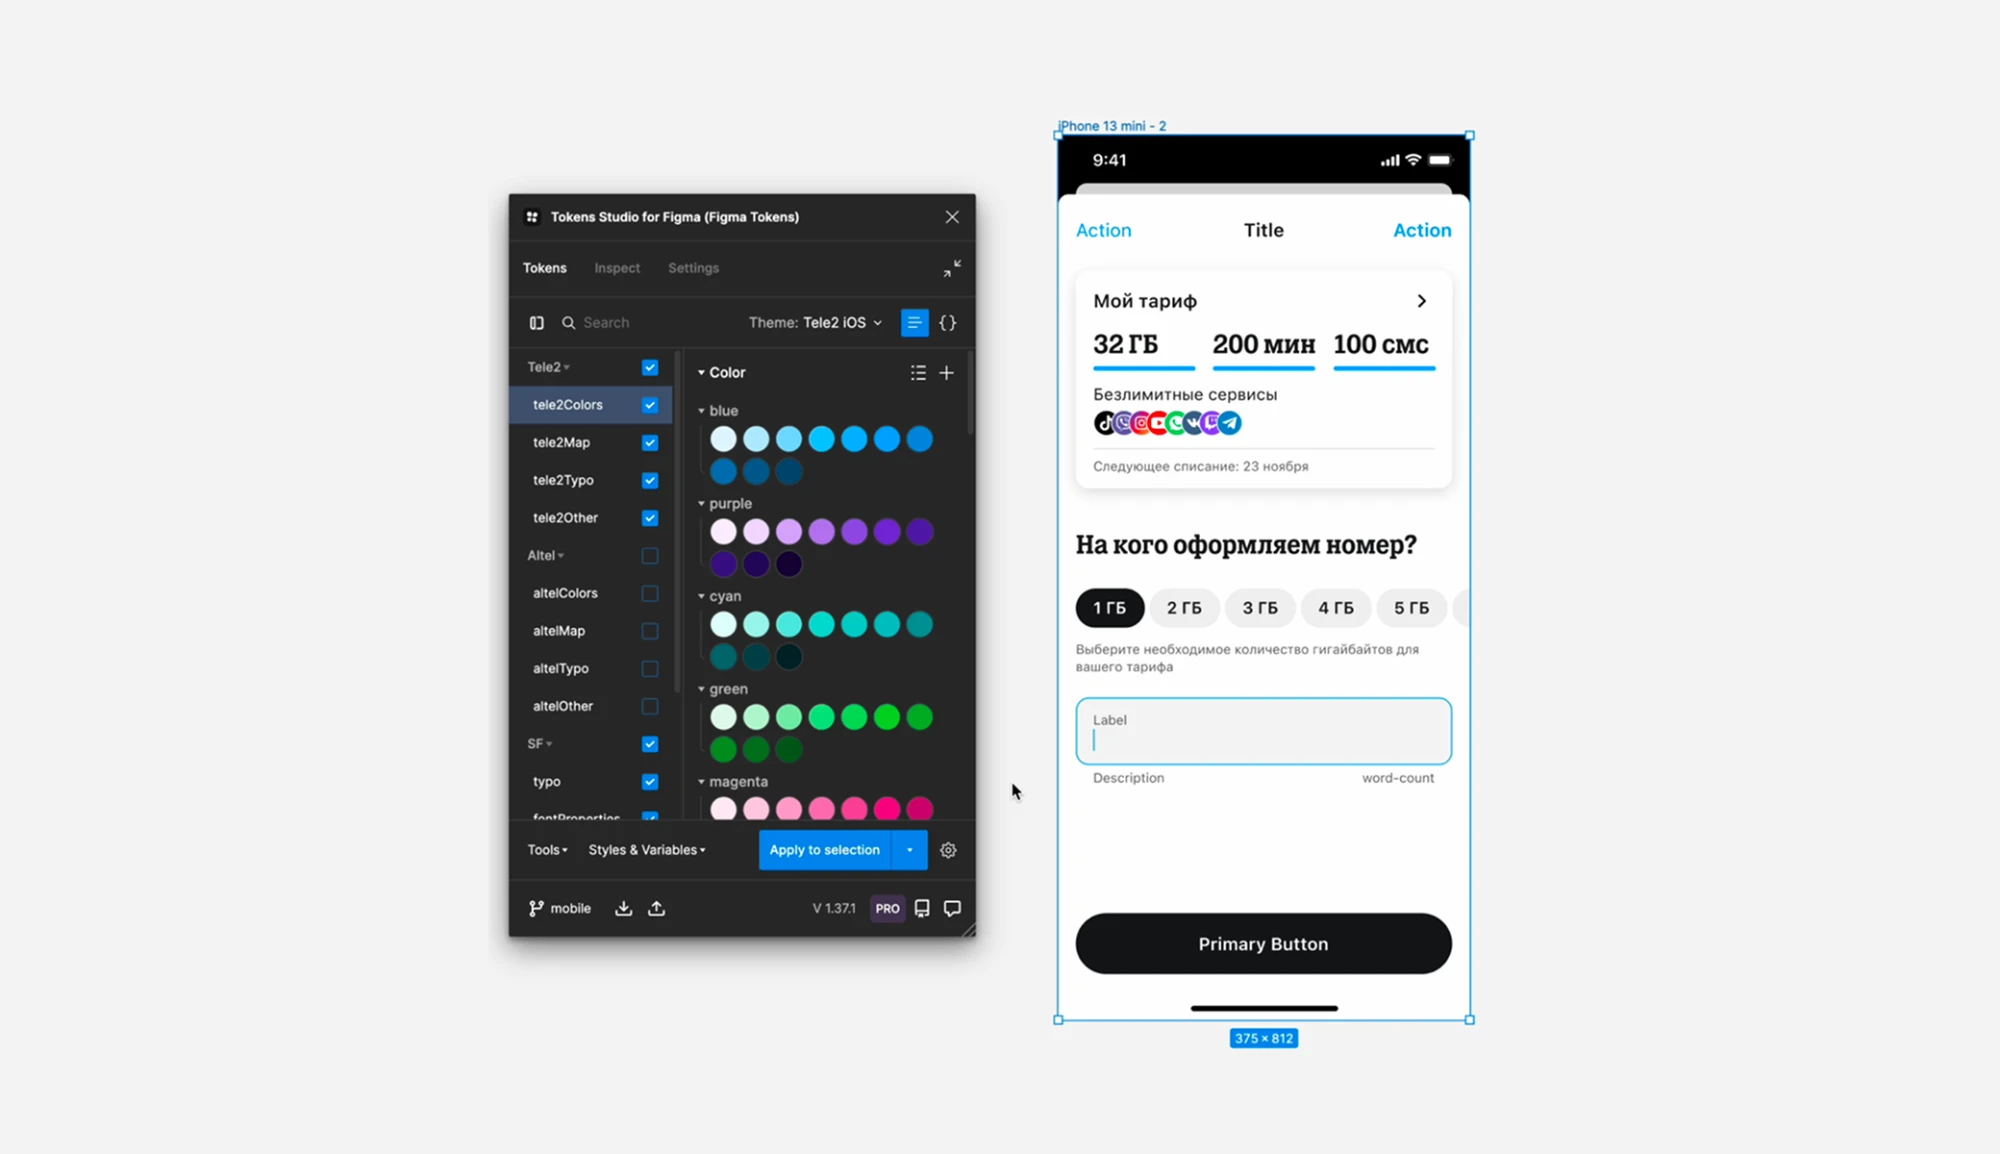 Tokens Studio for Figma (Figma Tokens)
Tokens Inspect Settings
Search Theme: Tele2 iOS {}
Tele2
tele2Colors
tele2Map
tele2Typo
tele2Other
Altel
altelColors
altelMap
altelTypo
altelOther
SF
typo
fontProperties
Color
blue
purple
cyan
green
magenta
Tools Styles & Variables Apply to selection
mobile V 1.37.1 PRO
iPhone 13 mini - 2
9:41
Action Title Action
Мой тариф
32 ГБ 200 мин 100 смс
Безлимитные сервисы
Следующее списание: 23 ноября
На кого оформляем номер?
1 ГБ 2 ГБ 3 ГБ 4 ГБ 5 ГБ
Выберите необходимое количество гигайбайтов для
вашего тарифа
Label
Description word-count
Primary Button
375 × 812